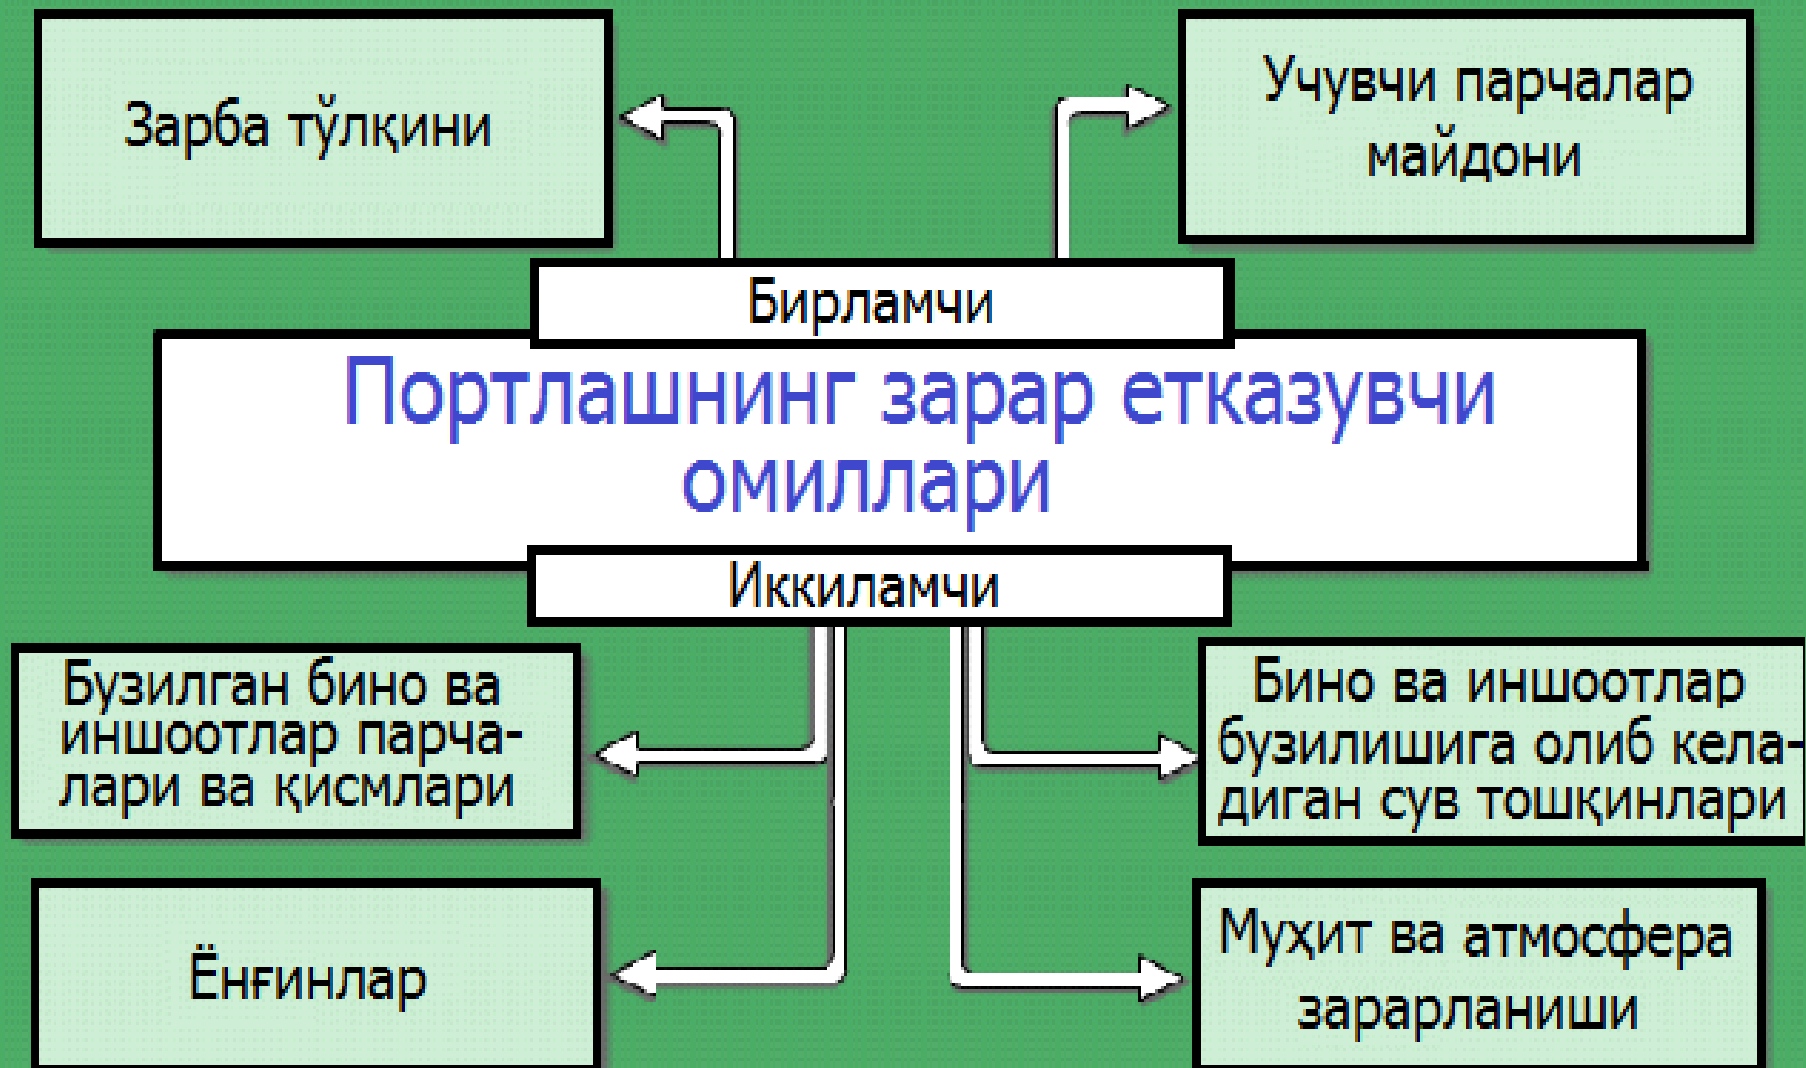 Зарба тўлқини
Учувчи парчалар
майдони
Бирламчи
Портлашнинг зарар етказувчи
омиллари
Иккиламчи
Бузилган бино ва
иншоотлар парча-
лари ва қисмлари
Бино ва иншоотлар
бузилишига олиб кела-
диган сув тошқинлари
Ёнғинлар
Муҳит ва атмосфера
зарарланиши